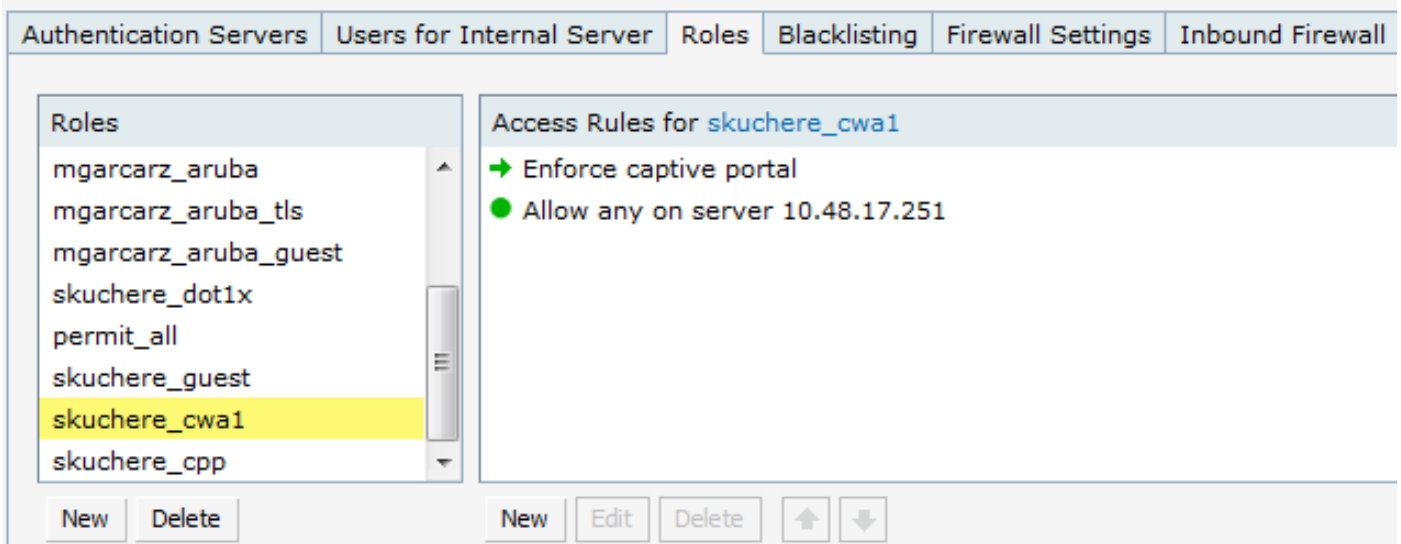 Authentication Servers Users for Internal Server Roles Blacklisting Firewall Settings Inbound Firewall
Roles
mgarcarz_aruba
mgarcarz_aruba_tls
mgarcarz_aruba_guest
skuchere_dot1x
permit_all
skuchere_guest
skuchere_cwa1
skuchere_cpp
New Delete
Access Rules for skuchere_cwa1
Enforce captive portal
Allow any on server 10.48.17.251
New Edit Delete